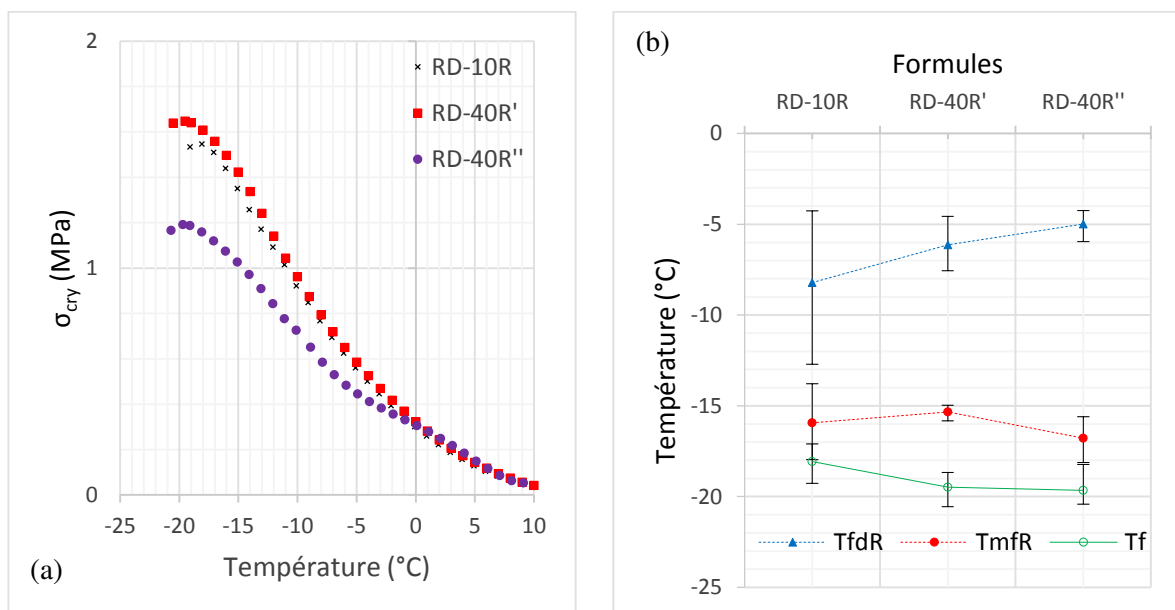 2
1
0
σcry (MPa)
RD-10R
RD-40R'
RD-40R''
-25 -20 -15 -10 -5 0 5 10
Température (°C)
(a)
(b)
Formules
RD-10R RD-40R' RD-40R''
0
-5
-10
-15
-20
-25
Température (°C)
TfdR TmfR Tf